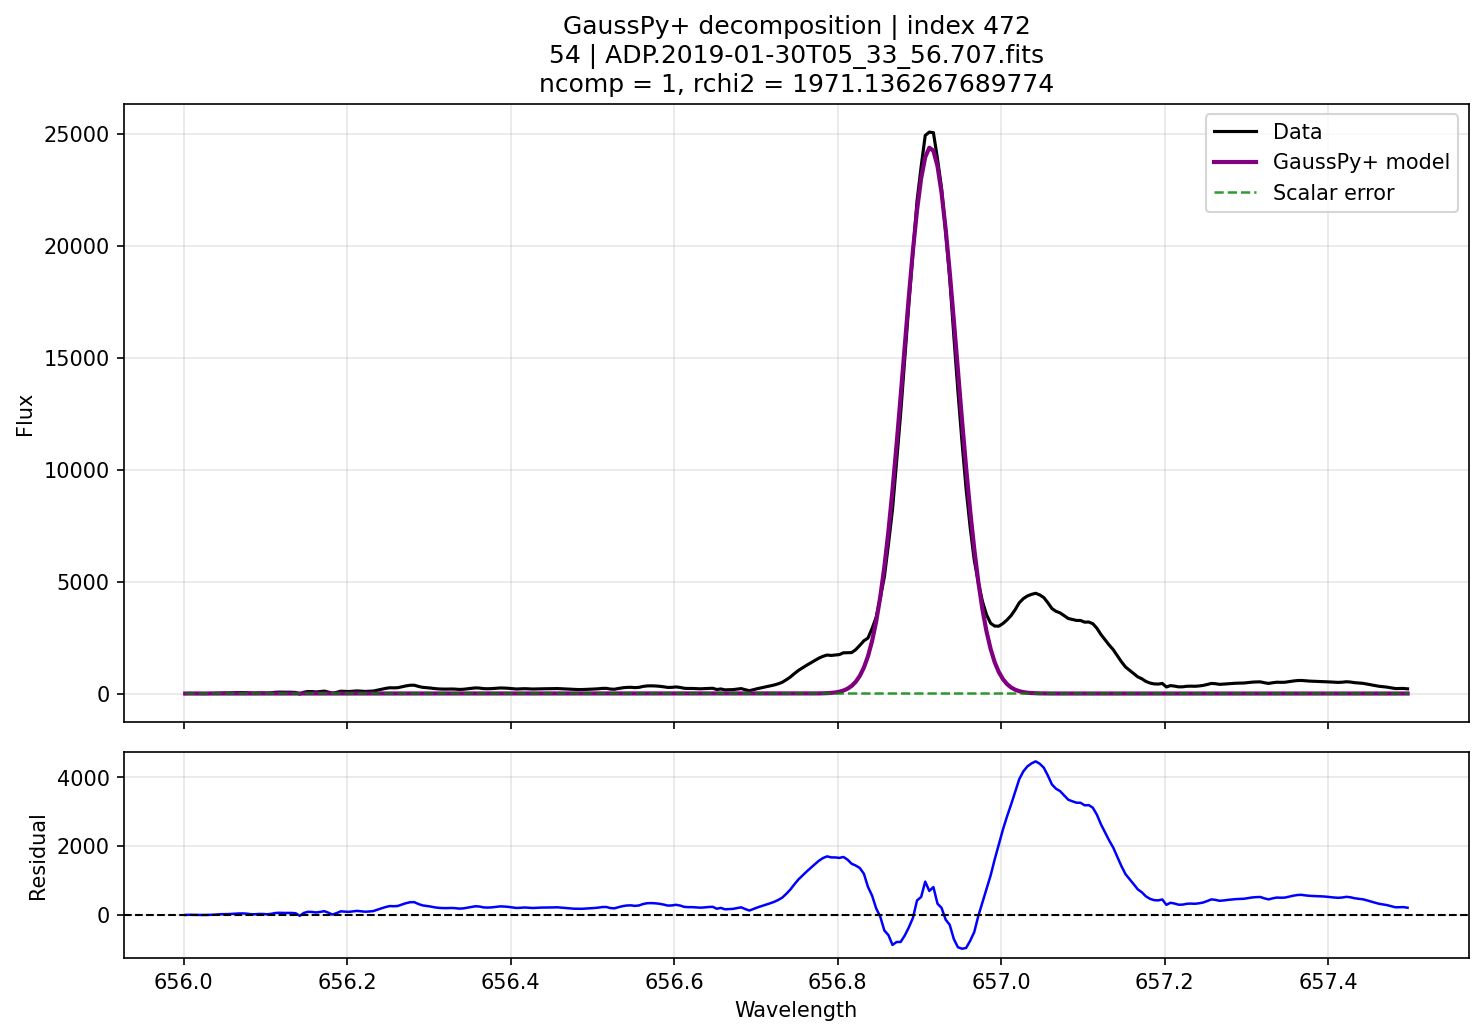 GaussPy+ decomposition | index 472
54 | ADP.2019-01-30T05_33_56.707.fits
ncomp = 1, rchi2 = 1971.136267689774
Data
GaussPy+ model
Scalar error
25000
20000
15000
10000
5000
0
Flux
4000
2000
0
Residual
656.0 656.2 656.4 656.6 656.8 657.0 657.2 657.4
Wavelength